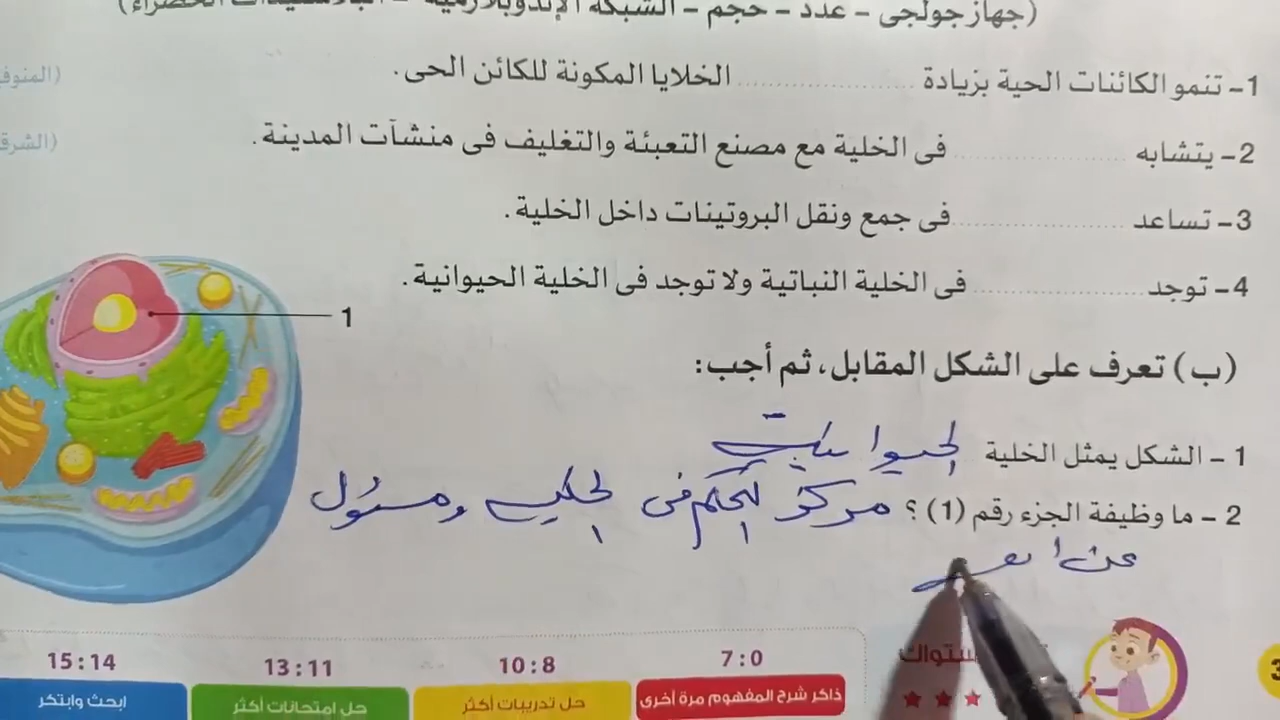 (جهاز جولجى - عدد - حجم - الشبكة الإندوبلازمية - البلاستيدات الخضراء)
1- تنمو الكائنات الحية بزيادة .................... الخلايا المكونة للكائن الحى. (المنوف
2- يتشابه .................... فى الخلية مع مصنع التعبئة والتغليف فى منشآت المدينة. (الشرق
3- تساعد .................... فى جمع ونقل البروتينات داخل الخلية.
4- توجد .................... فى الخلية النباتية ولا توجد فى الخلية الحيوانية.
1
(ب) تعرف على الشكل المقابل، ثم أجب:
1 - الشكل يمثل الخلية الحيوانية
2 - ما وظيفة الجزء رقم (1)؟ مركز التحكم فى الخلية ومسئول
عن
15:14
13:11
10:8
7:0
ابحث وابتكر
حل امتحانات أكثر
حل تدريبات أكثر
ذاكر شرح المفهوم مرة أخرى
3